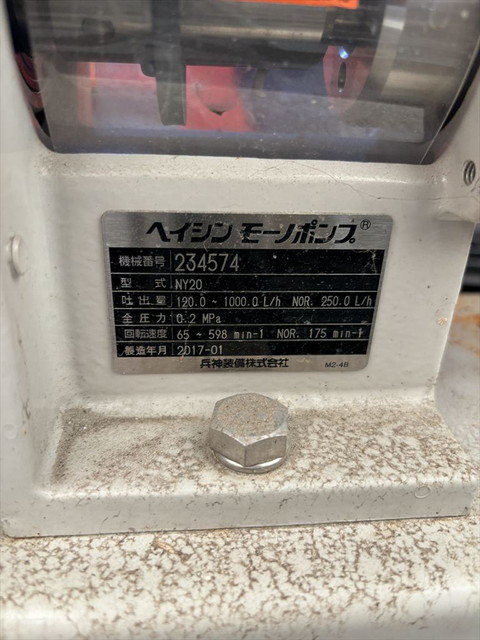 ヘイシン モーノポンプ®
機械番号 234574
型式 NY20
吐出量 120.0 ~ 1000.0 L/h NOR. 250.0 L/h
全圧力 0.2 MPa
回転速度 65 ~ 598 min-1 NOR. 175 min-1
製造年月 2017-01
兵神装備株式会社 M2-4B